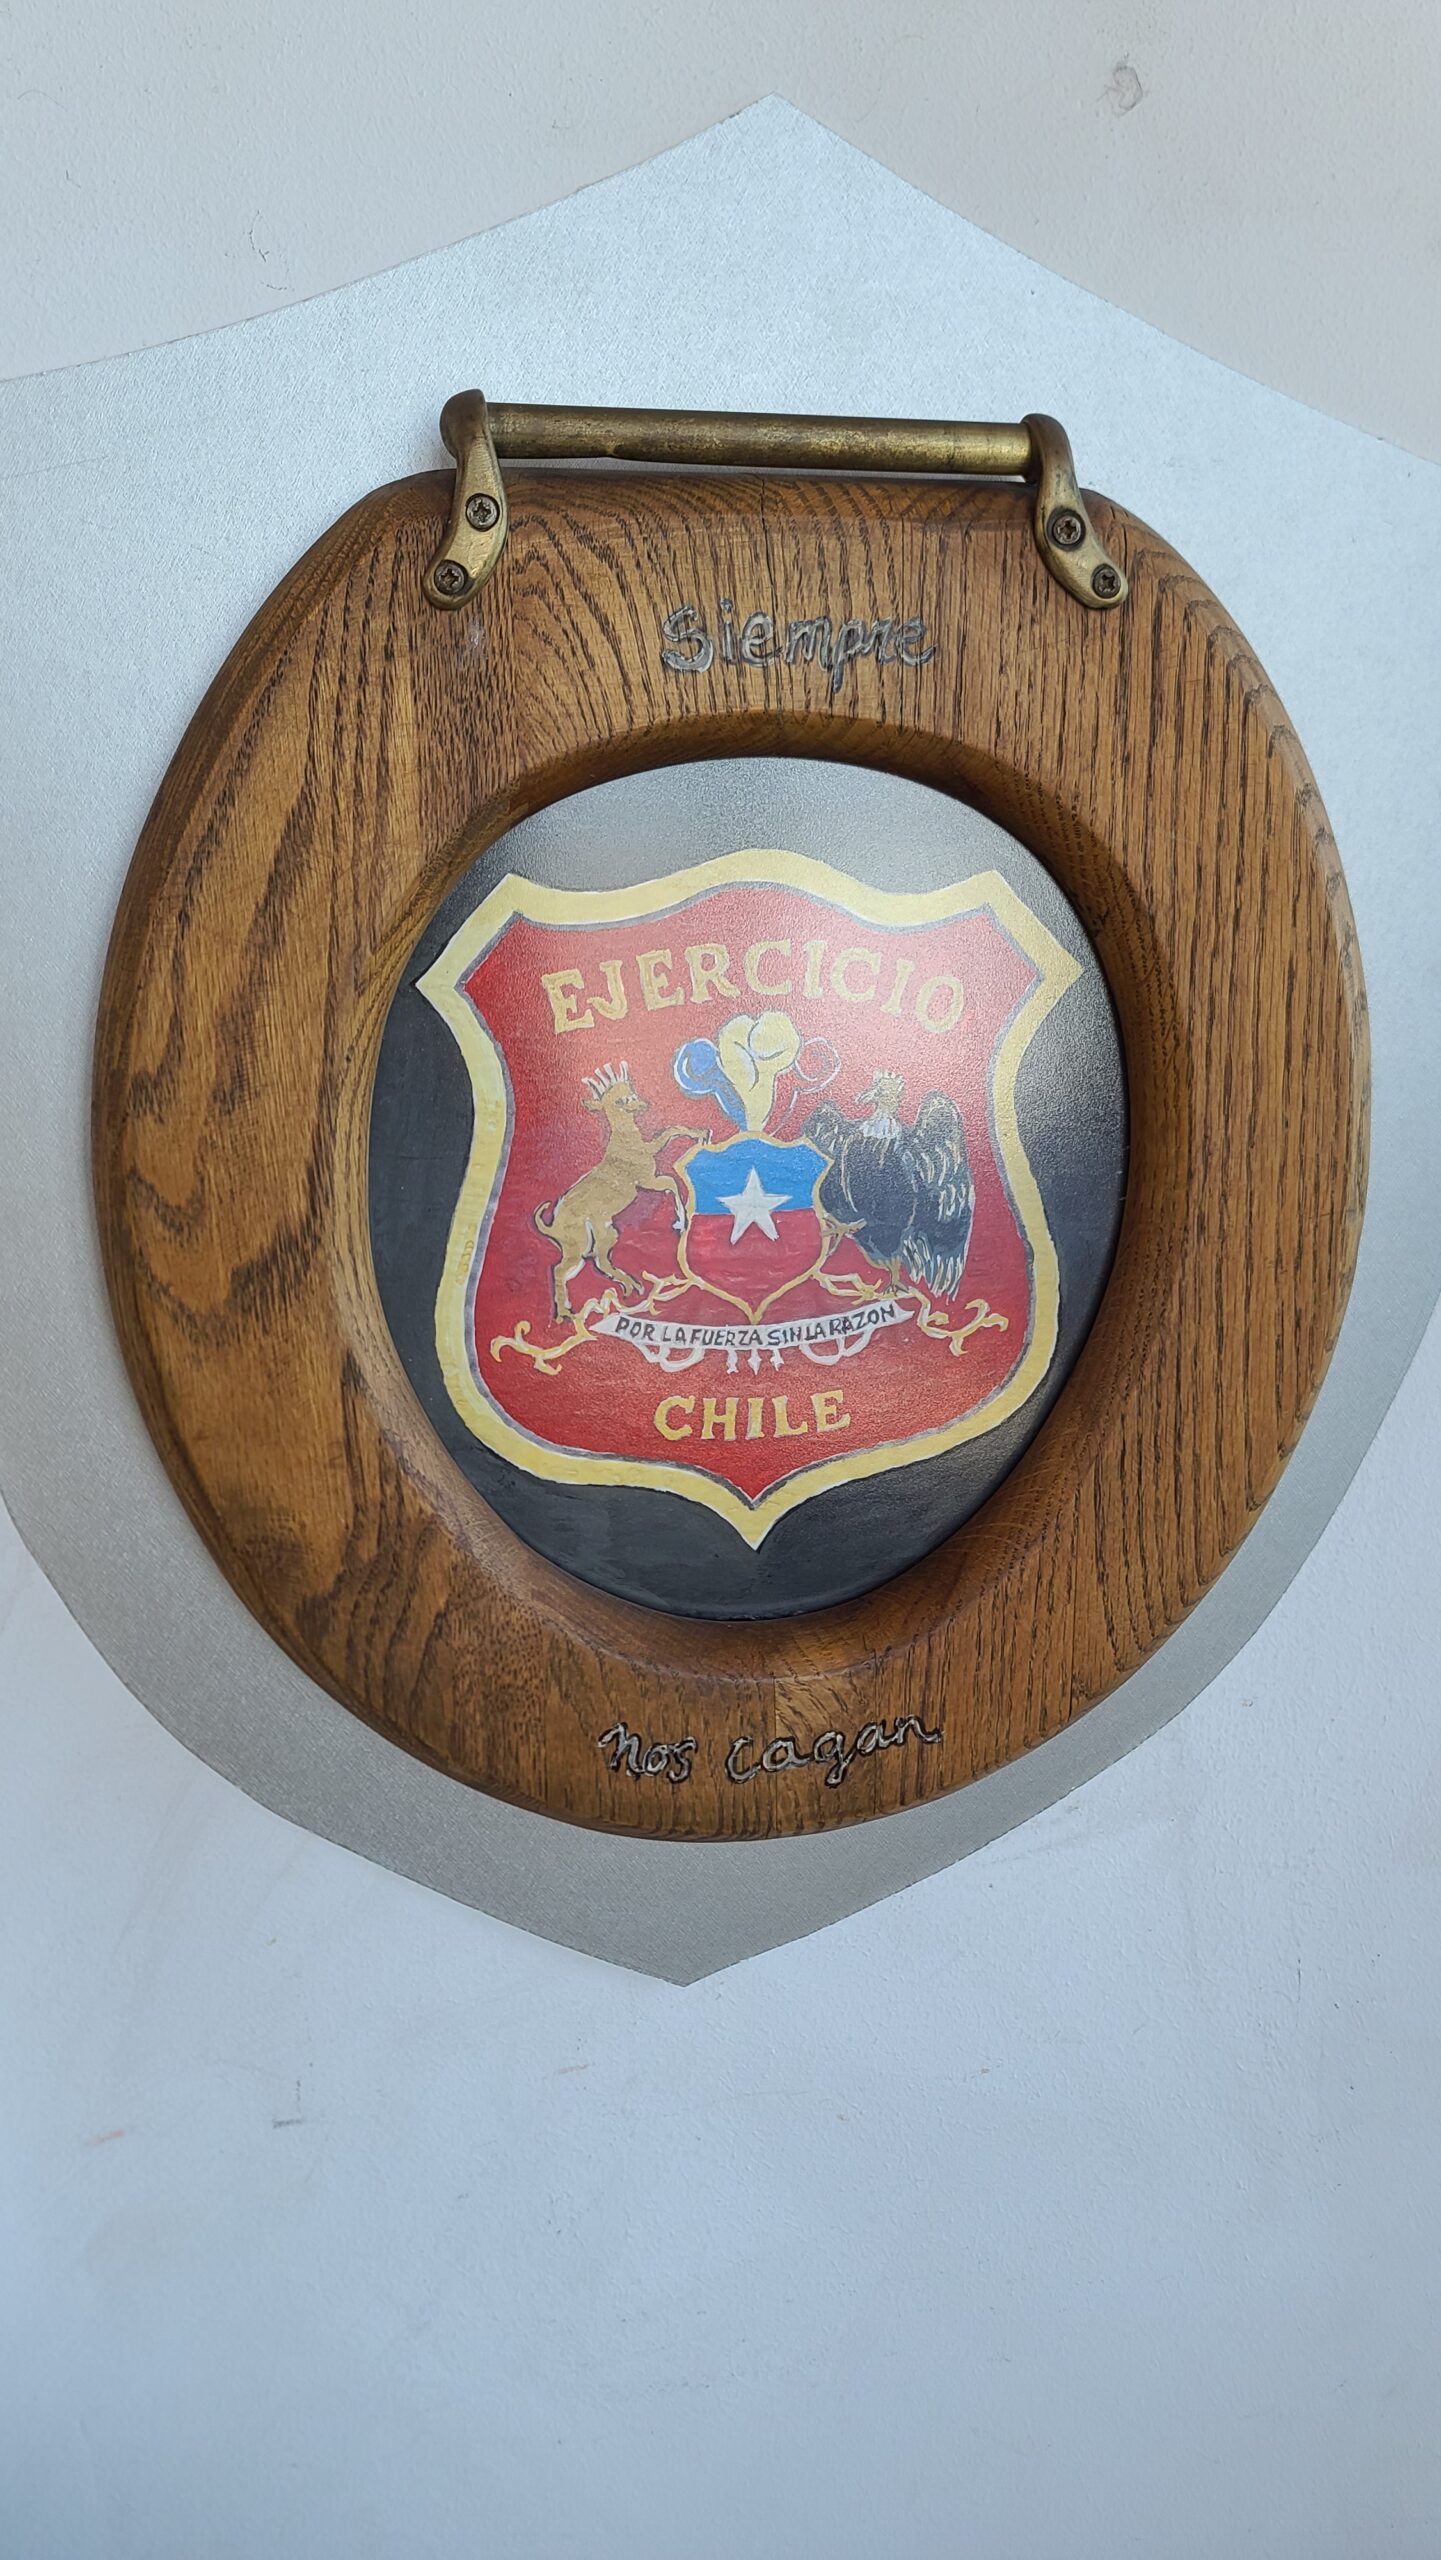 Siempre
EJERCICIO
POR LA FUERZA SIN LA RAZON
CHILE
Nos cagan